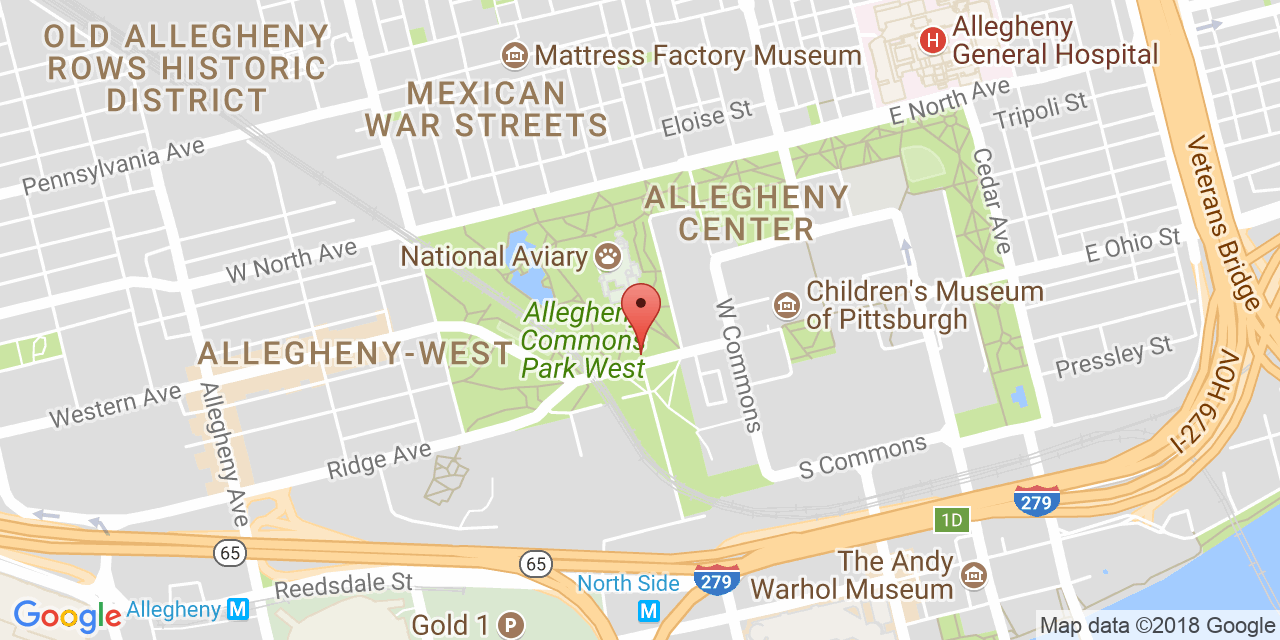 OLD ALLEGHENY
ROWS HISTORIC
DISTRICT
Mattress Factory Museum
Allegheny
General Hospital
H
MEXICAN
WAR STREETS
Eloise St
E North Ave
Tripoli St
Pennsylvania Ave
Veterans Bridge
Cedar Ave
ALLEGHENY
CENTER
W North Ave
National Aviary
E Ohio St
Children's Museum
of Pittsburgh
W Commons
Allegheny
Commons
Park West
ALLEGHENY-WEST
Pressley St
Western Ave
Allegheny Ave
I-279 HOV
Ridge Ave
S Commons
279
1D
65
65
The Andy
Warhol Museum
Reedsdale St
North Side
279
M
Google
Allegheny M
Gold 1 P
Map data ©2018 Google